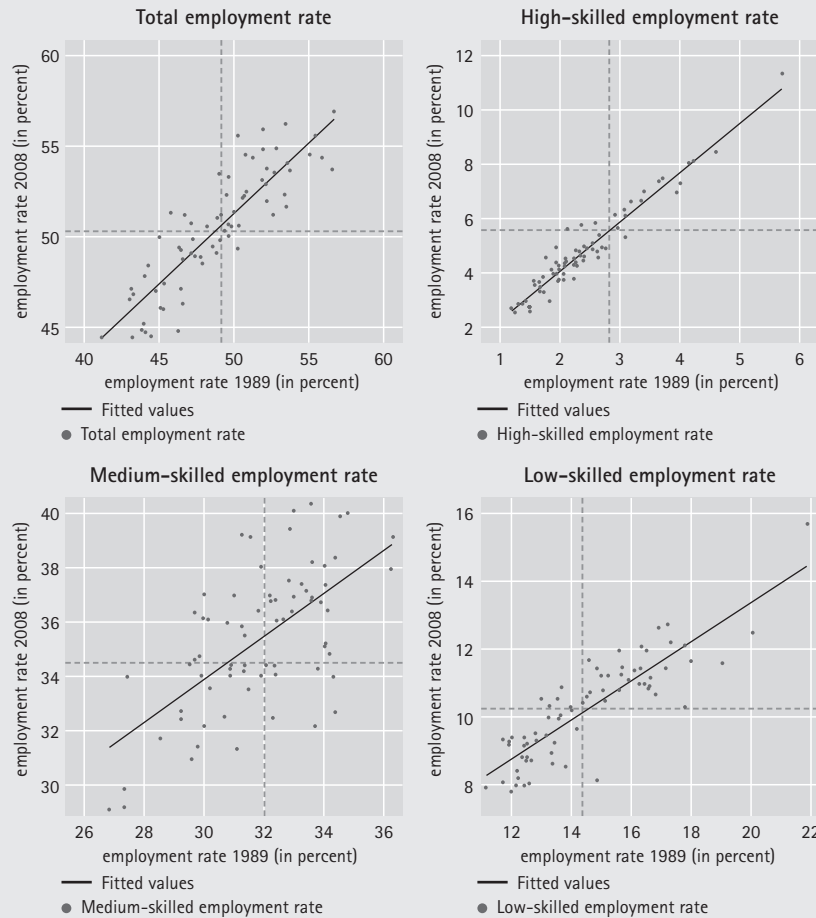 Total employment rate
employment rate 2008 (in percent)
60
55
50
45
40 45 50 55 60
employment rate 1989 (in percent)
Fitted values
Total employment rate
High-skilled employment rate
employment rate 2008 (in percent)
12
10
8
6
4
2
1 2 3 4 5 6
employment rate 1989 (in percent)
Fitted values
High-skilled employment rate
Medium-skilled employment rate
employment rate 2008 (in percent)
40
38
36
34
32
30
26 28 30 32 34 36
employment rate 1989 (in percent)
Fitted values
Medium-skilled employment rate
Low-skilled employment rate
employment rate 2008 (in percent)
16
14
12
10
8
12 14 16 18 20 22
employment rate 1989 (in percent)
Fitted values
Low-skilled employment rate